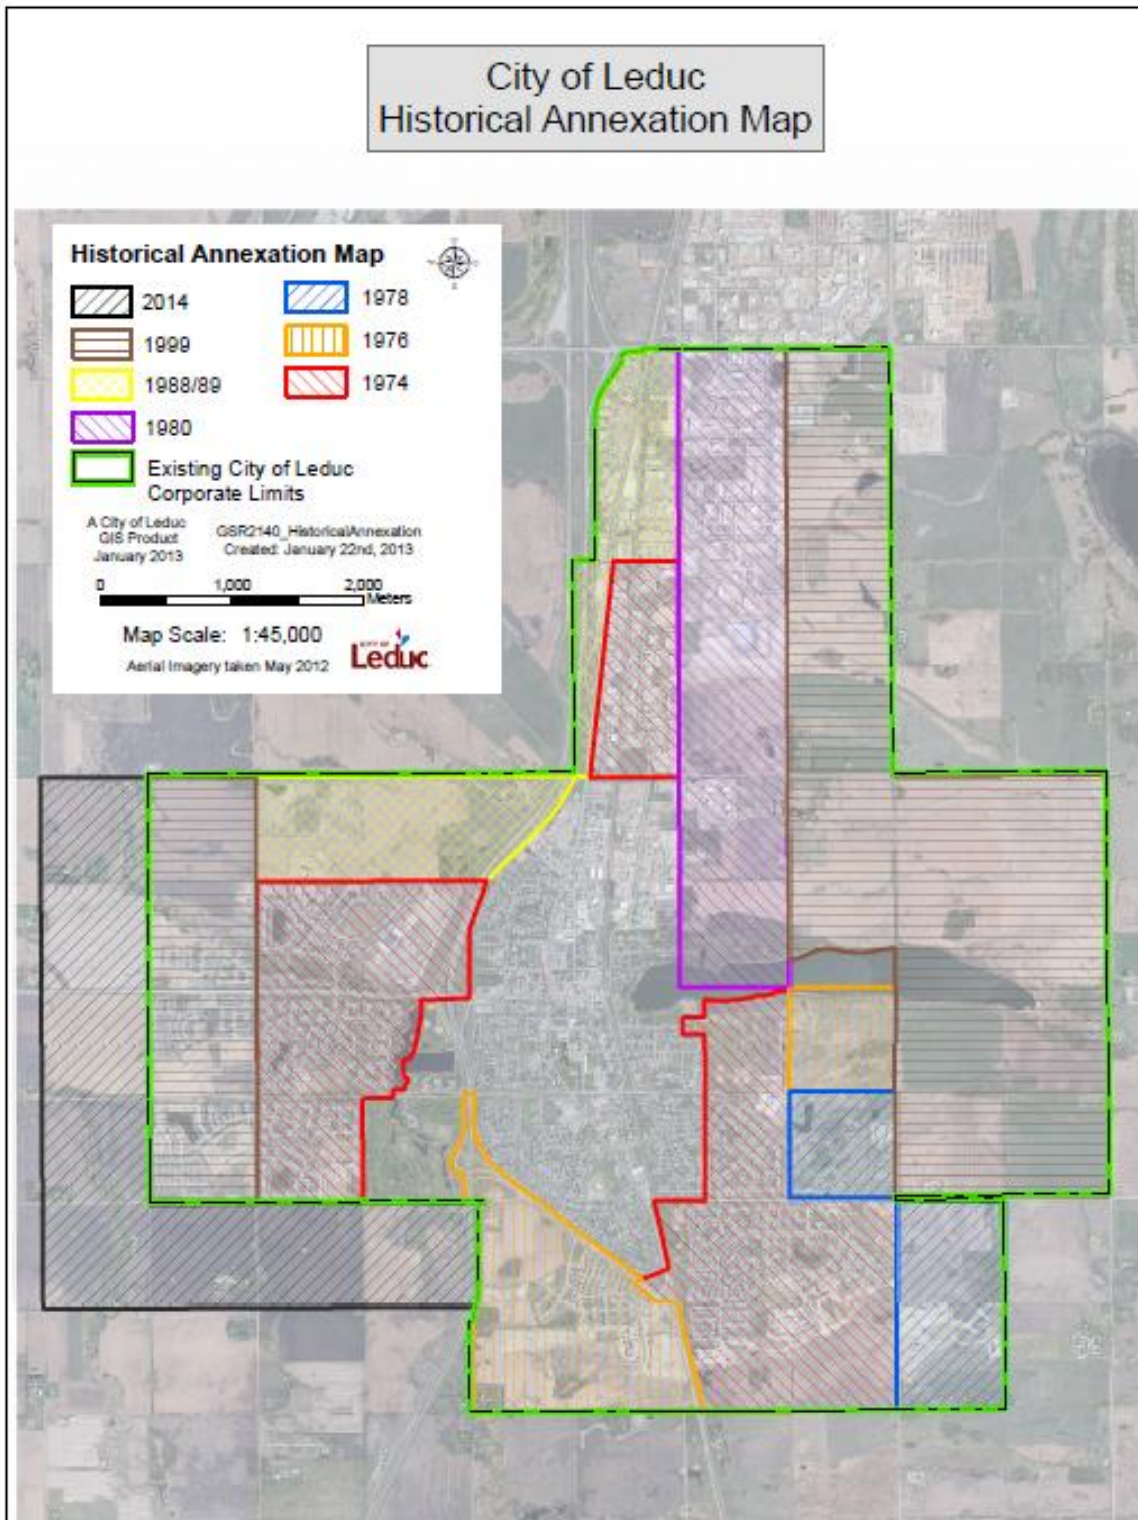 City of Leduc
Historical Annexation Map
Historical Annexation Map
2014
1999
1988/89
1980
1978
1976
1974
Existing City of Leduc
Corporate Limits
A City of Leduc
GIS Product
January 2013
GSR2140_HistoricalAnnexation
Created: January 22nd, 2013
0 1,000 2,000
Meters
Map Scale: 1:45,000
Aerial Imagery taken May 2012
CITY OF
Leduc